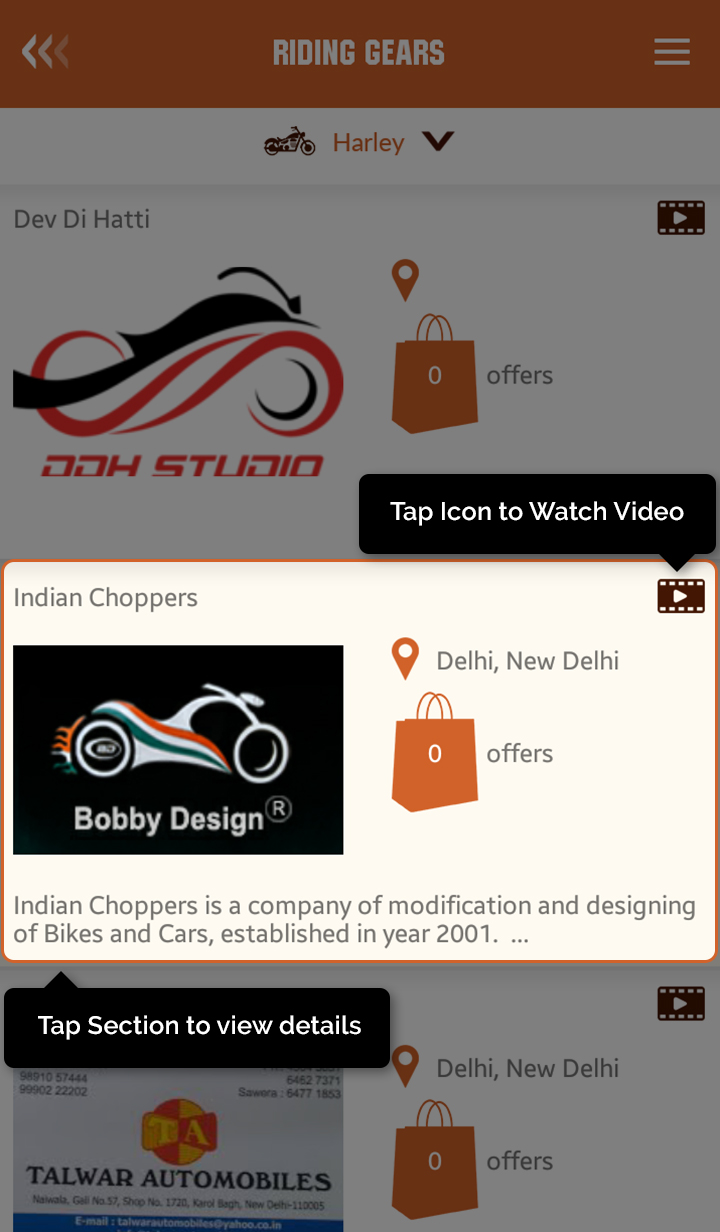 RIDING GEARS
Harley
Dev Di Hatti
0 offers
DDH STUDIO
Tap Icon to Watch Video
Indian Choppers
Delhi, New Delhi
0 offers
BD
Bobby Design®
Indian Choppers is a company of modification and designing
of Bikes and Cars, established in year 2001. ...
Tap Section to view details
Delhi, New Delhi
98910 57444
6462 7371
99902 22202
Sawera : 6477 1853
TA
TALWAR AUTOMOBILES
Naiwala, Gali No.57, Shop No. 1720, Karol Bagh, New Delhi-110005
E-mail : talwarautomobiles@yahoo.co.in
0 offers